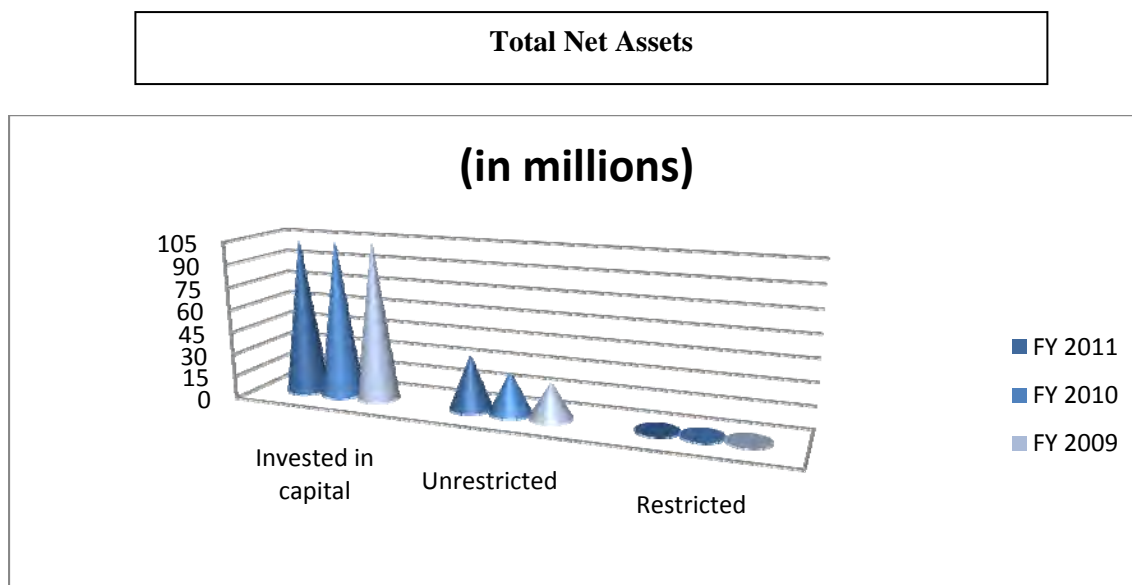 Total Net Assets
(in millions)
105
90
75
60
45
30
15
0
Invested in
capital
Unrestricted
Restricted
FY 2011
FY 2010
FY 2009